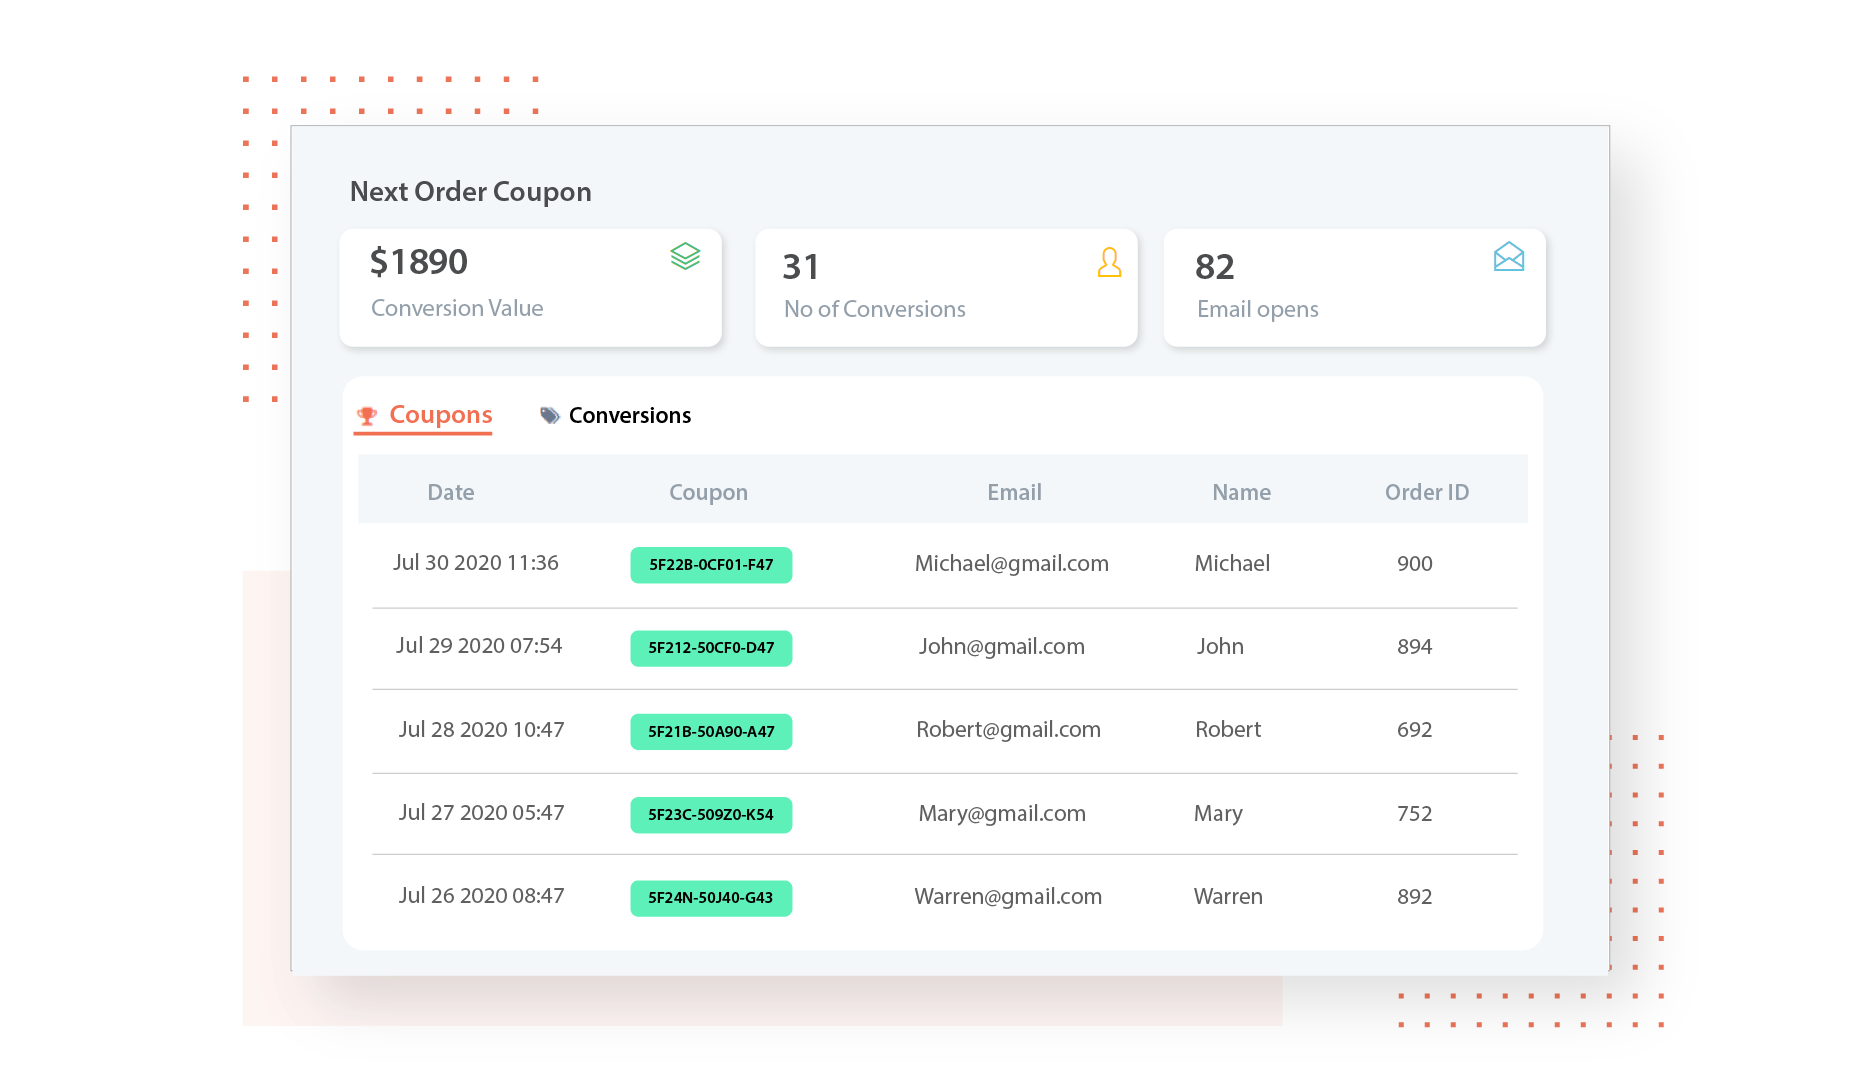 Next Order Coupon
$1890
Conversion Value
31
No of Conversions
82
Email opens
Coupons Conversions
Date Coupon Email Name Order ID
Jul 30 2020 11:36 5F22B-0CF01-F47 Michael@gmail.com Michael 900
Jul 29 2020 07:54 5F212-50CF0-D47 John@gmail.com John 894
Jul 28 2020 10:47 5F21B-50A90-A47 Robert@gmail.com Robert 692
Jul 27 2020 05:47 5F23C-509Z0-K54 Mary@gmail.com Mary 752
Jul 26 2020 08:47 5F24N-50J40-G43 Warren@gmail.com Warren 892